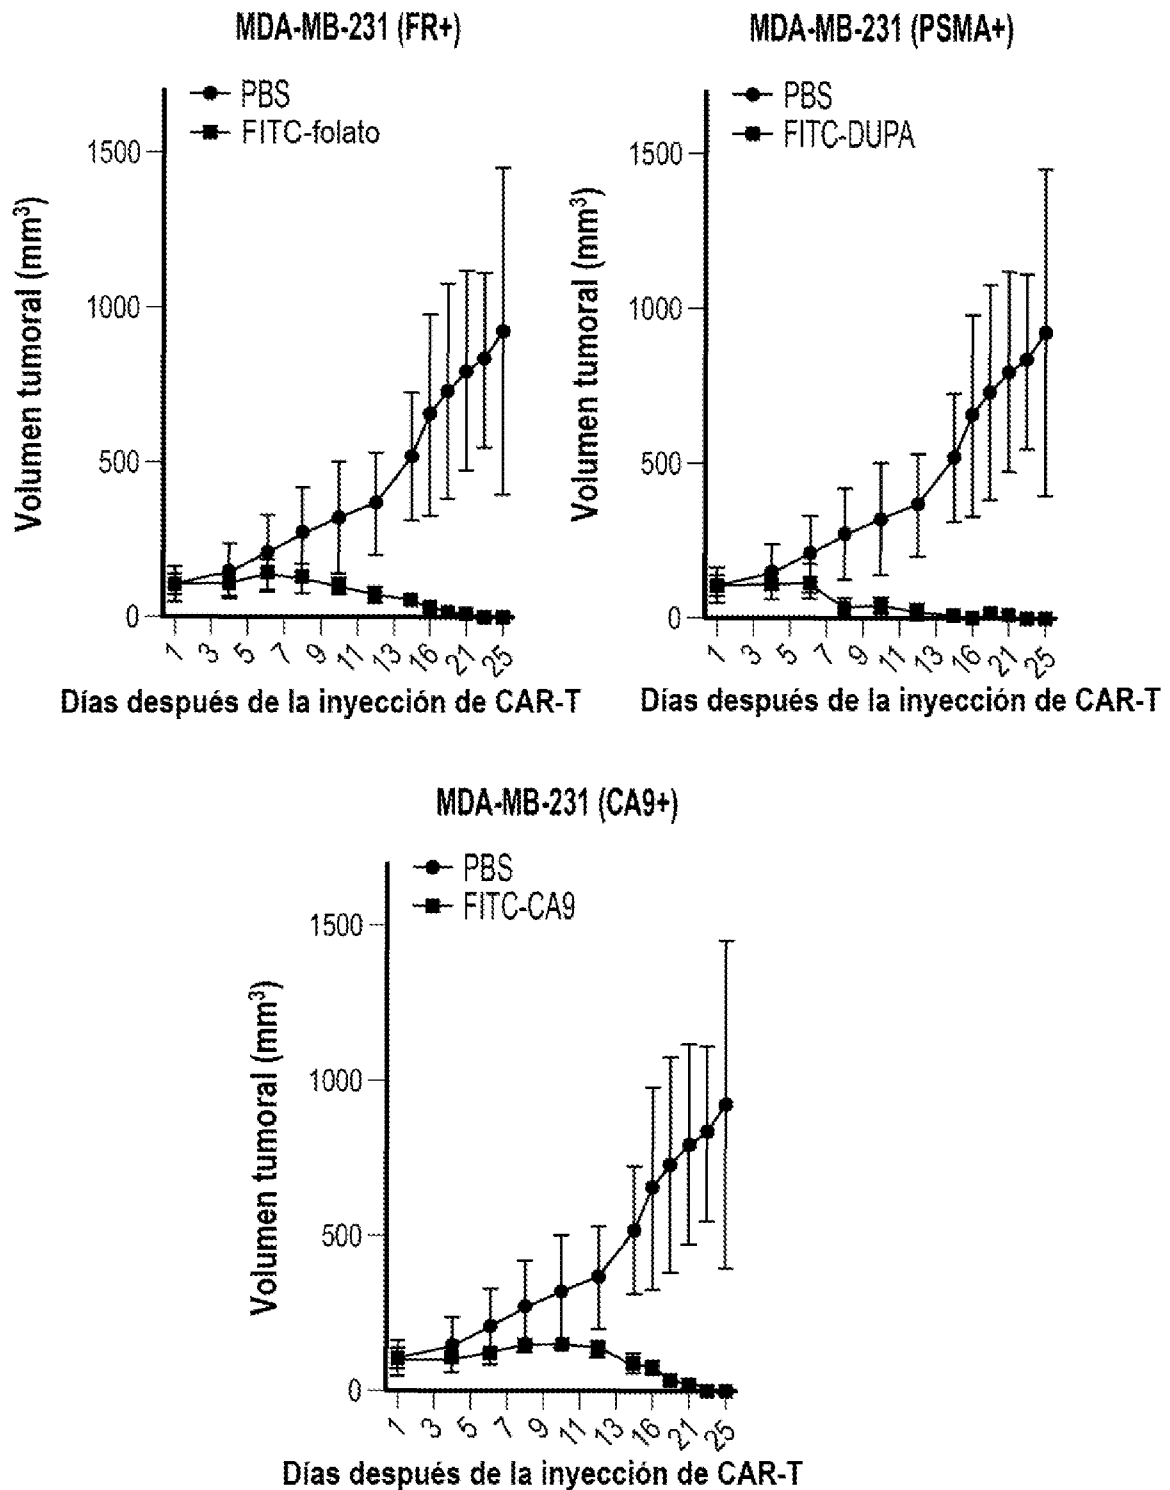 MDA-MB-231 (FR+)
PBS
FITC-folato
Volumen tumoral (mm³)
1500
1000
500
0
1 3 5 7 9 11 13 16 21 25
Días después de la inyección de CAR-T
MDA-MB-231 (PSMA+)
PBS
FITC-DUPA
Volumen tumoral (mm³)
1500
1000
500
0
1 3 5 7 9 11 13 16 21 25
Días después de la inyección de CAR-T
MDA-MB-231 (CA9+)
PBS
FITC-CA9
Volumen tumoral (mm³)
1500
1000
500
0
1 3 5 7 9 11 13 16 21 25
Días después de la inyección de CAR-T